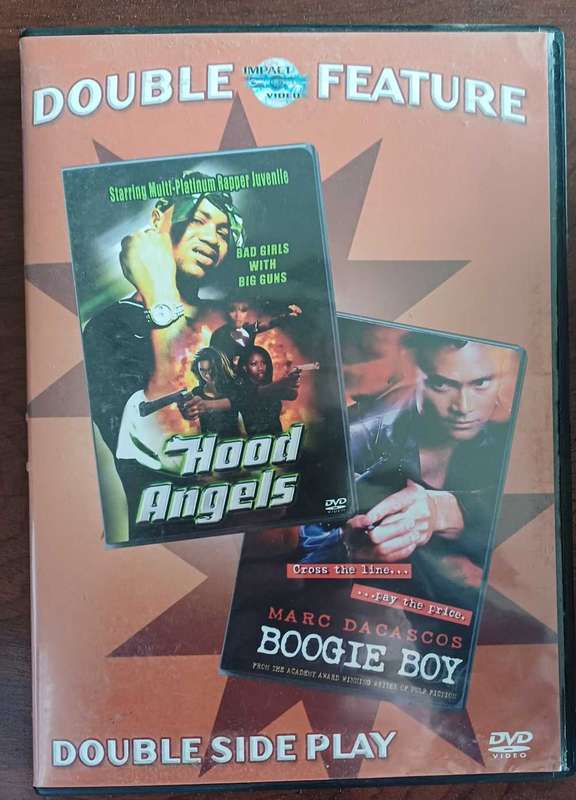 DOUBLE FEATURE
IMPACT
VIDEO
Starring Multi-Platinum Rapper Juvenile
BAD GIRLS
WITH
BIG GUNS
Hood
Angels
DVD
VIDEO
Cross the line...
...pay the price.
MARC DACASCOS
BOOGIE BOY
FROM THE ACADEMY AWARD WINNING WRITER OF PULP FICTION
DOUBLE SIDE PLAY
DVD
VIDEO